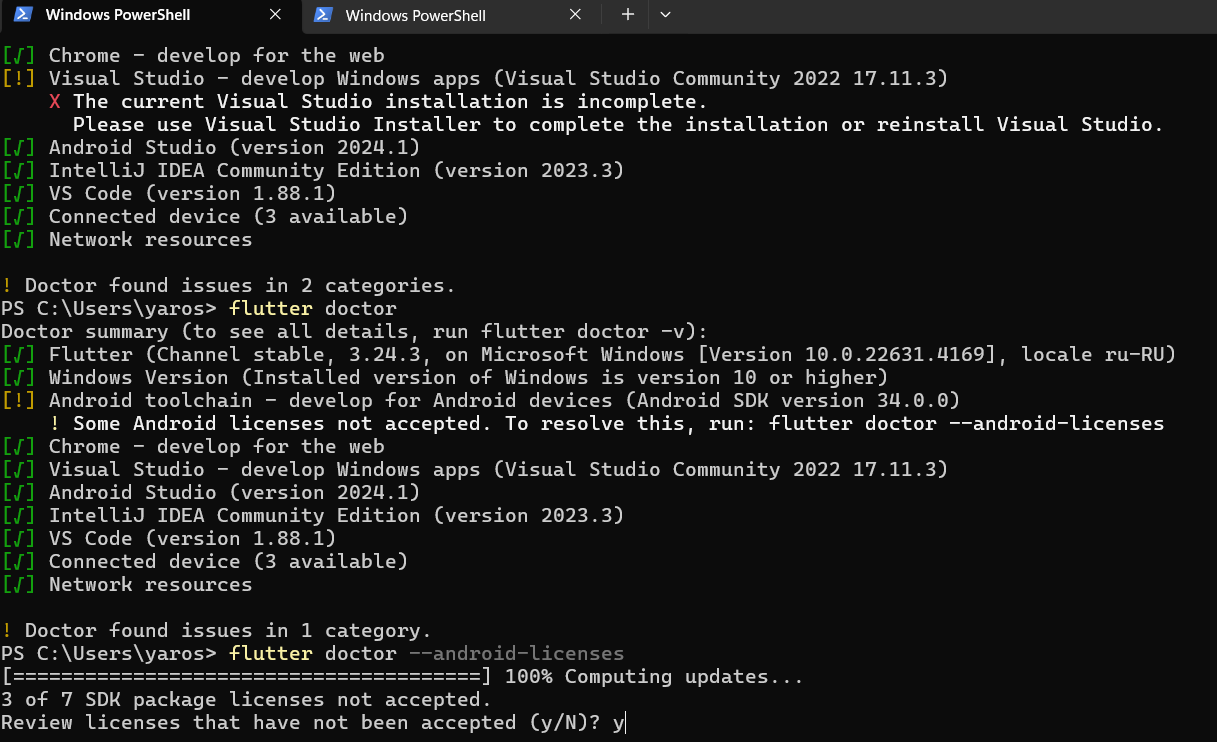 Windows PowerShell
Windows PowerShell
[√] Chrome - develop for the web
[!] Visual Studio - develop Windows apps (Visual Studio Community 2022 17.11.3)
    X The current Visual Studio installation is incomplete.
      Please use Visual Studio Installer to complete the installation or reinstall Visual Studio.
[√] Android Studio (version 2024.1)
[√] IntelliJ IDEA Community Edition (version 2023.3)
[√] VS Code (version 1.88.1)
[√] Connected device (3 available)
[√] Network resources

! Doctor found issues in 2 categories.
PS C:\Users\yaros> flutter doctor
Doctor summary (to see all details, run flutter doctor -v):
[√] Flutter (Channel stable, 3.24.3, on Microsoft Windows [Version 10.0.22631.4169], locale ru-RU)
[√] Windows Version (Installed version of Windows is version 10 or higher)
[!] Android toolchain - develop for Android devices (Android SDK version 34.0.0)
    ! Some Android licenses not accepted. To resolve this, run: flutter doctor --android-licenses
[√] Chrome - develop for the web
[√] Visual Studio - develop Windows apps (Visual Studio Community 2022 17.11.3)
[√] Android Studio (version 2024.1)
[√] IntelliJ IDEA Community Edition (version 2023.3)
[√] VS Code (version 1.88.1)
[√] Connected device (3 available)
[√] Network resources

! Doctor found issues in 1 category.
PS C:\Users\yaros> flutter doctor --android-licenses
[=======================================] 100% Computing updates...
3 of 7 SDK package licenses not accepted.
Review licenses that have not been accepted (y/N)? y